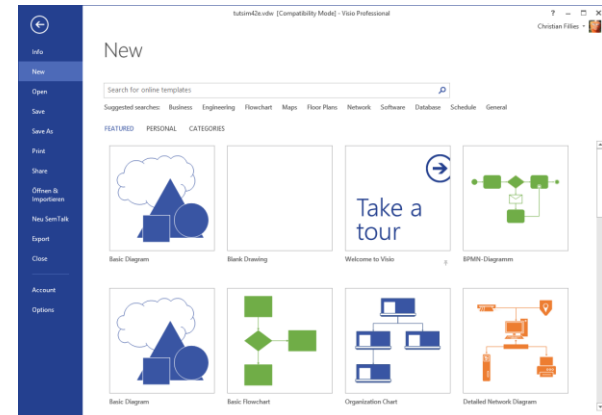 tutsim42e.vdw [Compatibility Mode] - Visio Professional
Christian Fillies
Info
New
Open
Save
Save As
Print
Share
Öffnen &
Importieren
Neu SemTalk
Export
Close
Account
Options
New
Search for online templates
Suggested searches: Business Engineering Flowchart Maps Floor Plans Network Software Database Schedule General
FEATURED PERSONAL CATEGORIES
Take a
tour
Basic Diagram Blank Drawing Welcome to Visio BPMN-Diagramm
Basic Diagram Basic Flowchart Organization Chart Detailed Network Diagram